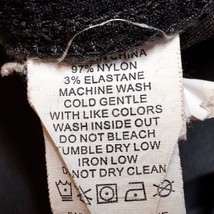 CHINA
97% NYLON
3% ELASTANE
MACHINE WASH
COLD GENTLE
WITH LIKE COLORS
WASH INSIDE OUT
DO NOT BLEACH
TUMBLE DRY LOW
IRON LOW
DO NOT DRY CLEAN